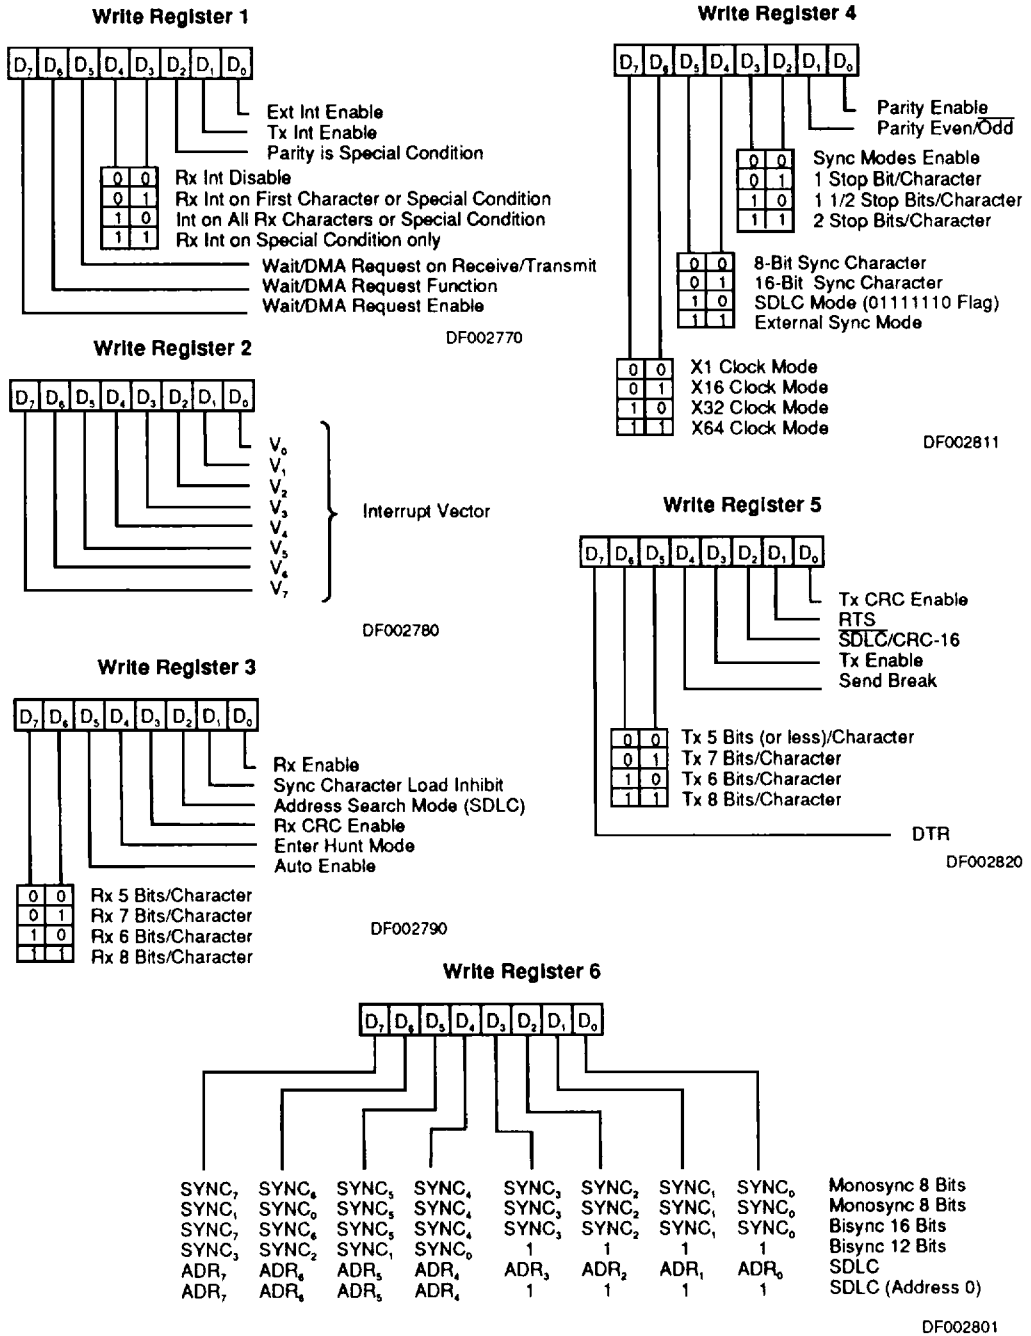 Write Register 1
D₇ D₆ D₅ D₄ D₃ D₂ D₁ D₀
Ext Int Enable
Tx Int Enable
Parity is Special Condition
0 0 Rx Int Disable
0 1 Rx Int on First Character or Special Condition
1 0 Int on All Rx Characters or Special Condition
1 1 Rx Int on Special Condition only
Wait/DMA Request on Receive/Transmit
Wait/DMA Request Function
Wait/DMA Request Enable
DF002770
Write Register 2
D₇ D₆ D₅ D₄ D₃ D₂ D₁ D₀
V₀
V₁
V₂
V₃
V₄
V₅
V₆
V₇
Interrupt Vector
DF002780
Write Register 3
D₇ D₆ D₅ D₄ D₃ D₂ D₁ D₀
Rx Enable
Sync Character Load Inhibit
Address Search Mode (SDLC)
Rx CRC Enable
Enter Hunt Mode
Auto Enable
0 0 Rx 5 Bits/Character
0 1 Rx 7 Bits/Character
1 0 Rx 6 Bits/Character
1 1 Rx 8 Bits/Character
DF002790
Write Register 4
D₇ D₆ D₅ D₄ D₃ D₂ D₁ D₀
Parity Enable
Parity Even/O̅d̅d̅
0 0 Sync Modes Enable
0 1 1 Stop Bit/Character
1 0 1 1/2 Stop Bits/Character
1 1 2 Stop Bits/Character
0 0 8-Bit Sync Character
0 1 16-Bit Sync Character
1 0 SDLC Mode (01111110 Flag)
1 1 External Sync Mode
0 0 X1 Clock Mode
0 1 X16 Clock Mode
1 0 X32 Clock Mode
1 1 X64 Clock Mode
DF002811
Write Register 5
D₇ D₆ D₅ D₄ D₃ D₂ D₁ D₀
Tx CRC Enable
RTS
S̅D̅L̅C̅/CRC-16
Tx Enable
Send Break
0 0 Tx 5 Bits (or less)/Character
0 1 Tx 7 Bits/Character
1 0 Tx 6 Bits/Character
1 1 Tx 8 Bits/Character
DTR
DF002820
Write Register 6
D₇ D₆ D₅ D₄ D₃ D₂ D₁ D₀
SYNC₇ SYNC₆ SYNC₅ SYNC₄ SYNC₃ SYNC₂ SYNC₁ SYNC₀ Monosync 8 Bits
SYNC₁ SYNC₀ SYNC₅ SYNC₄ SYNC₃ SYNC₂ SYNC₁ SYNC₀ Monosync 8 Bits
SYNC₇ SYNC₆ SYNC₅ SYNC₄ SYNC₃ SYNC₂ SYNC₁ SYNC₀ Bisync 16 Bits
SYNC₃ SYNC₂ SYNC₁ SYNC₀ 1 1 1 1 Bisync 12 Bits
ADR₇ ADR₆ ADR₅ ADR₄ ADR₃ ADR₂ ADR₁ ADR₀ SDLC
ADR₇ ADR₆ ADR₅ ADR₄ 1 1 1 1 SDLC (Address 0)
DF002801